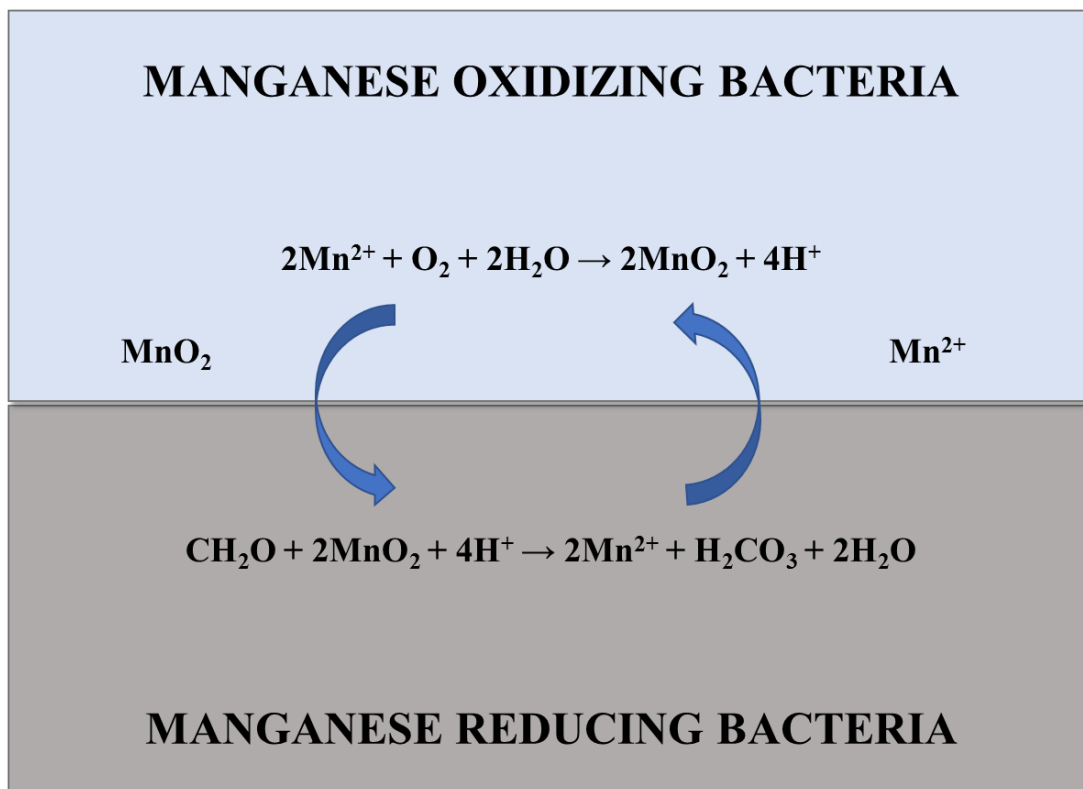 MANGANESE OXIDIZING BACTERIA
2Mn²⁺ + O₂ + 2H₂O → 2MnO₂ + 4H⁺
MnO₂ Mn²⁺
CH₂O + 2MnO₂ + 4H⁺ → 2Mn²⁺ + H₂CO₃ + 2H₂O
MANGANESE REDUCING BACTERIA